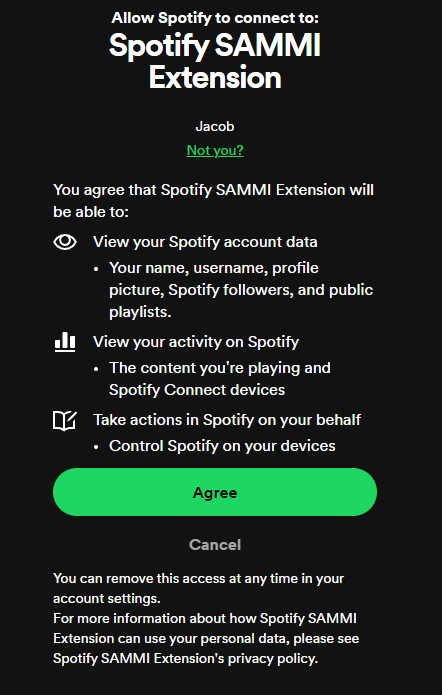 Allow Spotify to connect to:
Spotify SAMMI
Extension
Jacob
Not you?
You agree that Spotify SAMMI Extension will
be able to:
View your Spotify account data
• Your name, username, profile
picture, Spotify followers, and public
playlists.
View your activity on Spotify
• The content you're playing and
Spotify Connect devices
Take actions in Spotify on your behalf
• Control Spotify on your devices
Agree
Cancel
You can remove this access at any time in your
account settings.
For more information about how Spotify SAMMI
Extension can use your personal data, please see
Spotify SAMMI Extension's privacy policy.